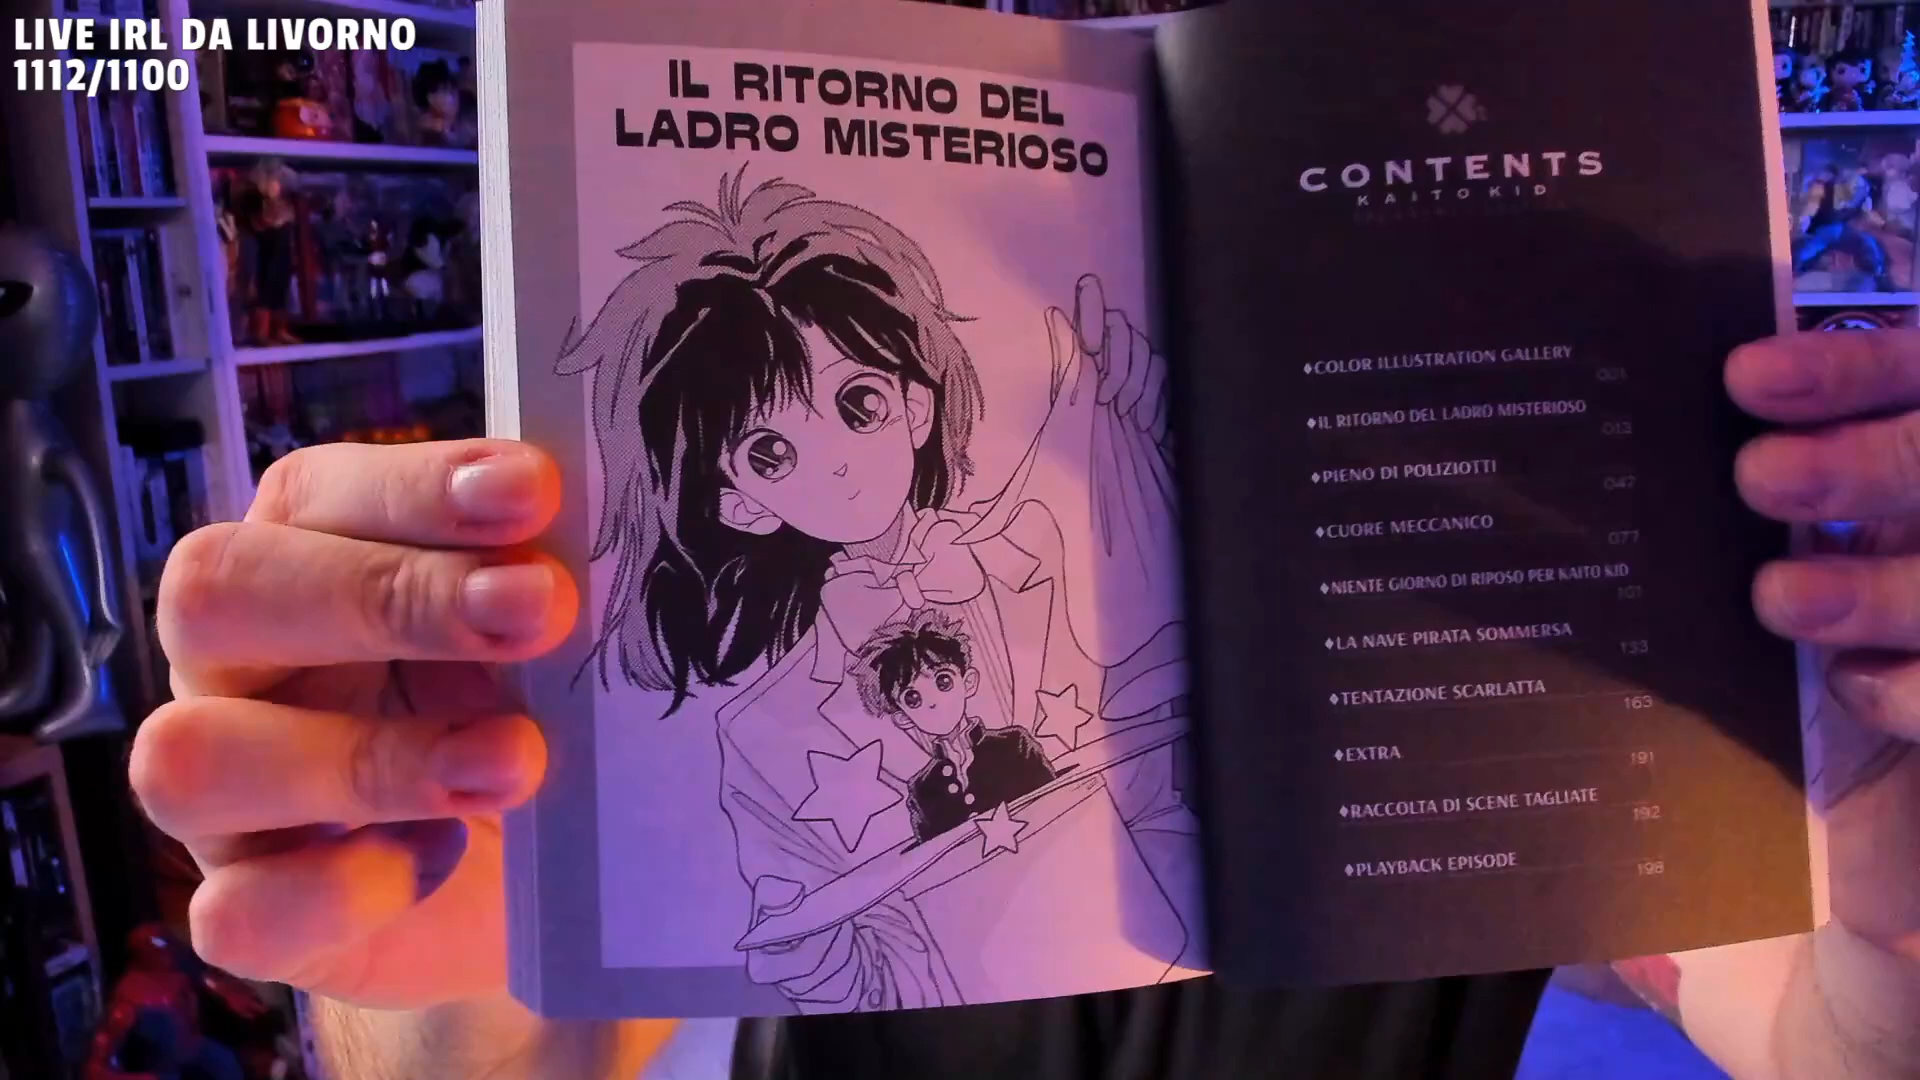 LIVE IRL DA LIVORNO
1112/1100
IL RITORNO DEL
LADRO MISTERIOSO
CONTENTS
KAITO KID
♦COLOR ILLUSTRATION GALLERY
001
♦IL RITORNO DEL LADRO MISTERIOSO
013
♦PIENO DI POLIZIOTTI
047
♦CUORE MECCANICO
077
♦NIENTE GIORNO DI RIPOSO PER KAITO KID
101
♦LA NAVE PIRATA SOMMERSA
133
♦TENTAZIONE SCARLATTA
163
♦EXTRA
191
♦RACCOLTA DI SCENE TAGLIATE
192
♦PLAYBACK EPISODE
198